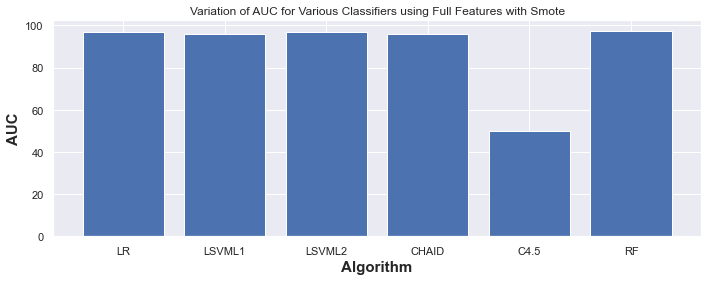 Variation of AUC for Various Classifiers using Full Features with Smote
100
80
60
40
20
0
AUC
LR LSVML1 LSVML2 CHAID C4.5 RF
Algorithm